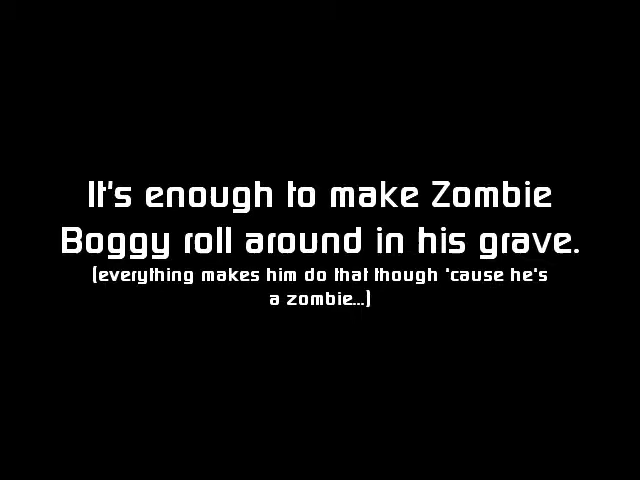 It's enough to make Zombie
Boggy roll around in his grave.
(everything makes him do that though 'cause he's
a zombie...)